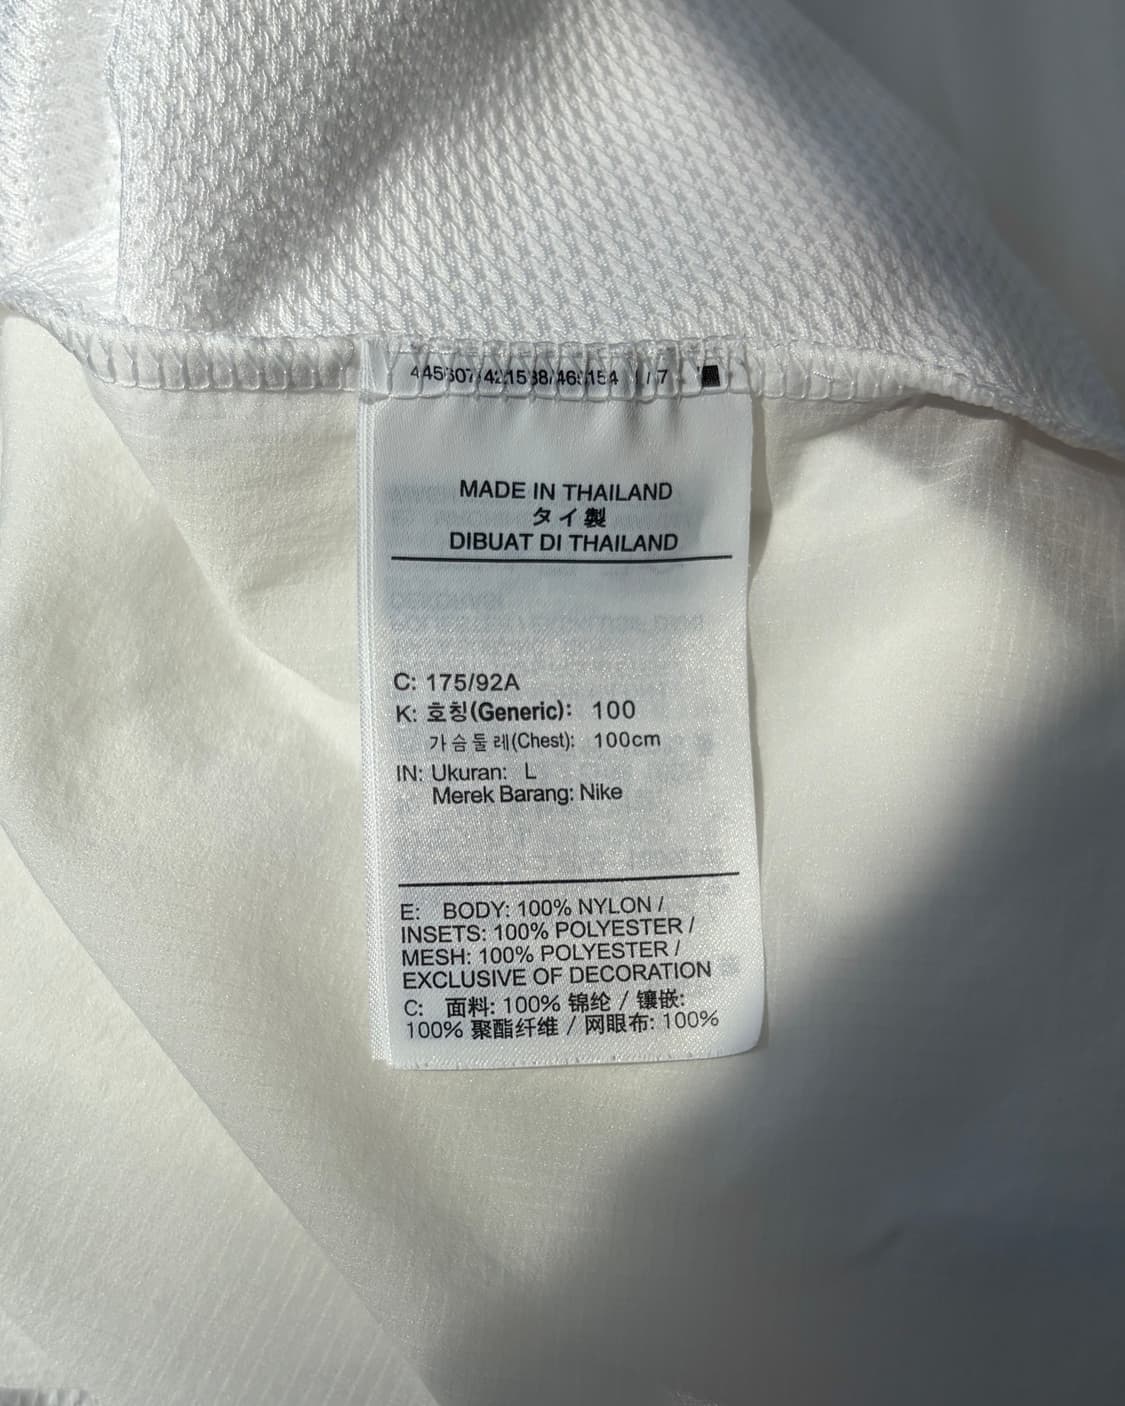 MADE IN THAILAND
タイ製
DIBUAT DI THAILAND
C: 175/92A
K: 호칭(Generic): 100
가슴둘레(Chest): 100cm
IN: Ukuran: L
Merek Barang: Nike
E: BODY: 100% NYLON /
INSETS: 100% POLYESTER /
MESH: 100% POLYESTER /
EXCLUSIVE OF DECORATION
C: 面料: 100% 锦纶 / 镶嵌:
100% 聚酯纤维 / 网眼布: 100%